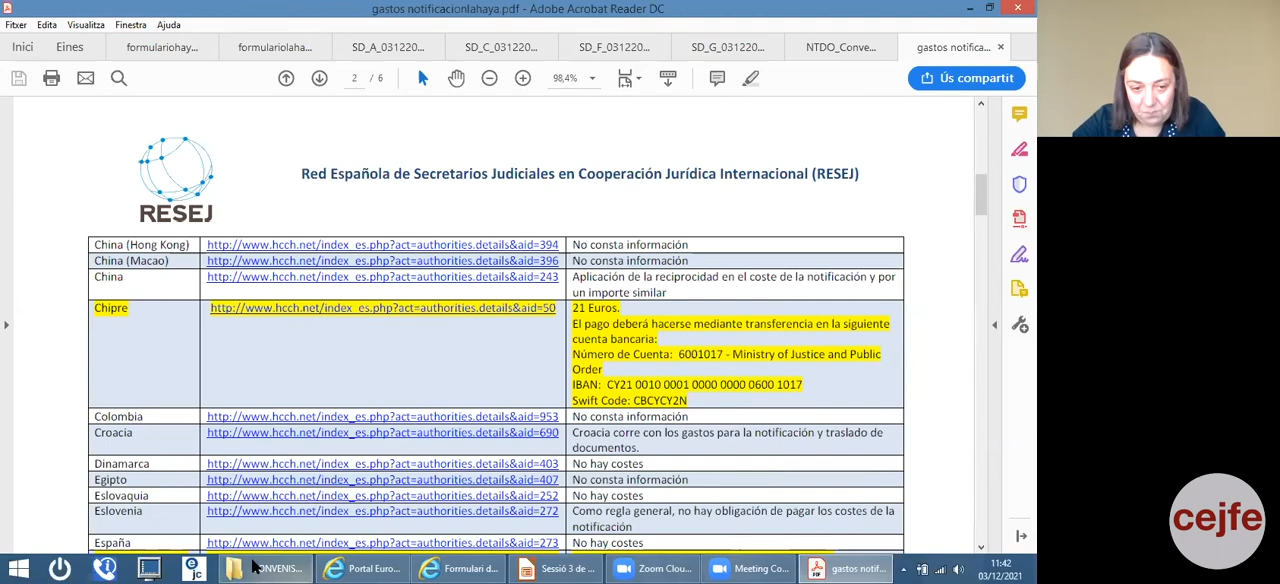 gastos notificacionlahaya.pdf - Adobe Acrobat Reader DC
Fitxer Edita Visualitza Finestra Ajuda
Inici Eines formulariohay... formulariolaha... SD_A_031220... SD_C_031220... SD_F_031220... SD_G_031220... NTDO_Conve... gastos notifica... ×
2 / 6 98,4% Ús compartit
RESEJ
Red Española de Secretarios Judiciales en Cooperación Jurídica Internacional (RESEJ)
China (Hong Kong) http://www.hcch.net/index_es.php?act=authorities.details&aid=394 No consta información
China (Macao) http://www.hcch.net/index_es.php?act=authorities.details&aid=396 No consta información
China http://www.hcch.net/index_es.php?act=authorities.details&aid=243 Aplicación de la reciprocidad en el coste de la notificación y por
un importe similar
Chipre http://www.hcch.net/index_es.php?act=authorities.details&aid=50 21 Euros.
El pago deberá hacerse mediante transferencia en la siguiente
cuenta bancaria:
Número de Cuenta: 6001017 - Ministry of Justice and Public
Order
IBAN: CY21 0010 0001 0000 0000 0600 1017
Swift Code: CBCYCY2N
Colombia http://www.hcch.net/index_es.php?act=authorities.details&aid=953 No consta información
Croacia http://www.hcch.net/index_es.php?act=authorities.details&aid=690 Croacia corre con los gastos para la notificación y traslado de
documentos.
Dinamarca http://www.hcch.net/index_es.php?act=authorities.details&aid=403 No hay costes
Egipto http://www.hcch.net/index_es.php?act=authorities.details&aid=407 No consta información
Eslovaquia http://www.hcch.net/index_es.php?act=authorities.details&aid=252 No hay costes
Eslovenia http://www.hcch.net/index_es.php?act=authorities.details&aid=272 Como regla general, no hay obligación de pagar los costes de la
notificación
España http://www.hcch.net/index_es.php?act=authorities.details&aid=273 No hay costes
cejfe
ejc CONVENIS... Portal Euro... Formulari d... Sessió 3 de ... Zoom Clou... Meeting Co... gastos notif... 11:42
03/12/2021